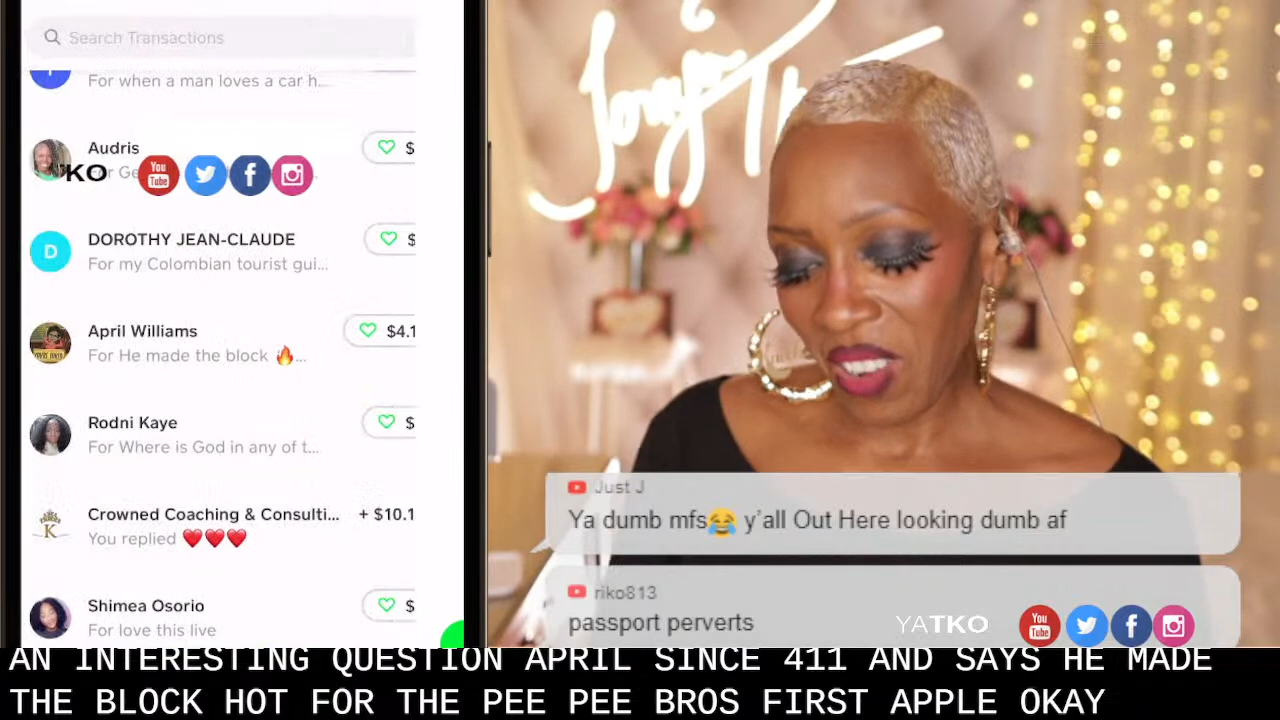 Search Transactions
For when a man loves a car h...
Audris
$
KO
You
Tube
DOROTHY JEAN-CLAUDE
$
For my Colombian tourist gui...
April Williams
$4.1
For He made the block 🔥...
Rodni Kaye
$
For Where is God in any of t...
Crowned Coaching & Consulti...
+ $10.1
K
You replied ❤️❤️❤️
Shimea Osorio
$
For love this live
Just J
Ya dumb mfs😂 y'all Out Here looking dumb af
riko813
passport perverts
YATKO
You
Tube
AN INTERESTING QUESTION APRIL SINCE 411 AND SAYS HE MADE
THE BLOCK HOT FOR THE PEE PEE BROS FIRST APPLE OKAY